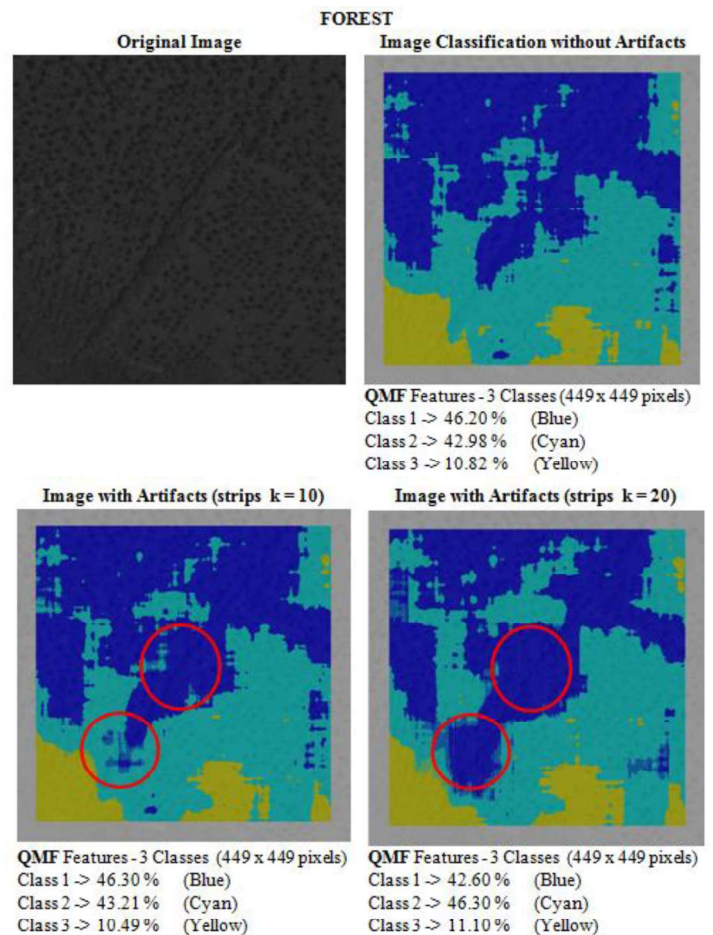 FOREST
Original Image
Image Classification without Artifacts
QMF Features - 3 Classes (449 x 449 pixels)
Class 1 -> 46.20 % (Blue)
Class 2 -> 42.98 % (Cyan)
Class 3 -> 10.82 % (Yellow)
Image with Artifacts (strips k = 10)
QMF Features - 3 Classes (449 x 449 pixels)
Class 1 -> 46.30 % (Blue)
Class 2 -> 43.21 % (Cyan)
Class 3 -> 10.49 % (Yellow)
Image with Artifacts (strips k = 20)
QMF Features - 3 Classes (449 x 449 pixels)
Class 1 -> 42.60 % (Blue)
Class 2 -> 46.30 % (Cyan)
Class 3 -> 11.10 % (Yellow)